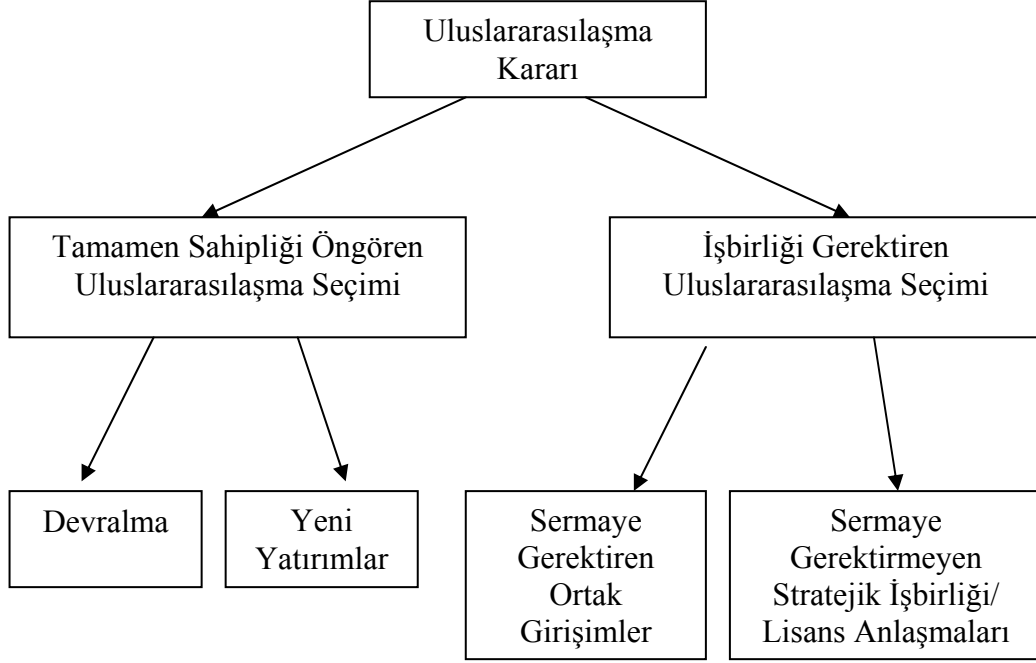 Uluslararasılaşma
Kararı
Tamamen Sahipliği Öngören
Uluslararasılaşma Seçimi
İşbirliği Gerektiren
Uluslararasılaşma Seçimi
Devralma
Yeni
Yatırımlar
Sermaye
Gerektiren
Ortak
Girişimler
Sermaye
Gerektirmeyen
Stratejik İşbirliği/
Lisans Anlaşmaları